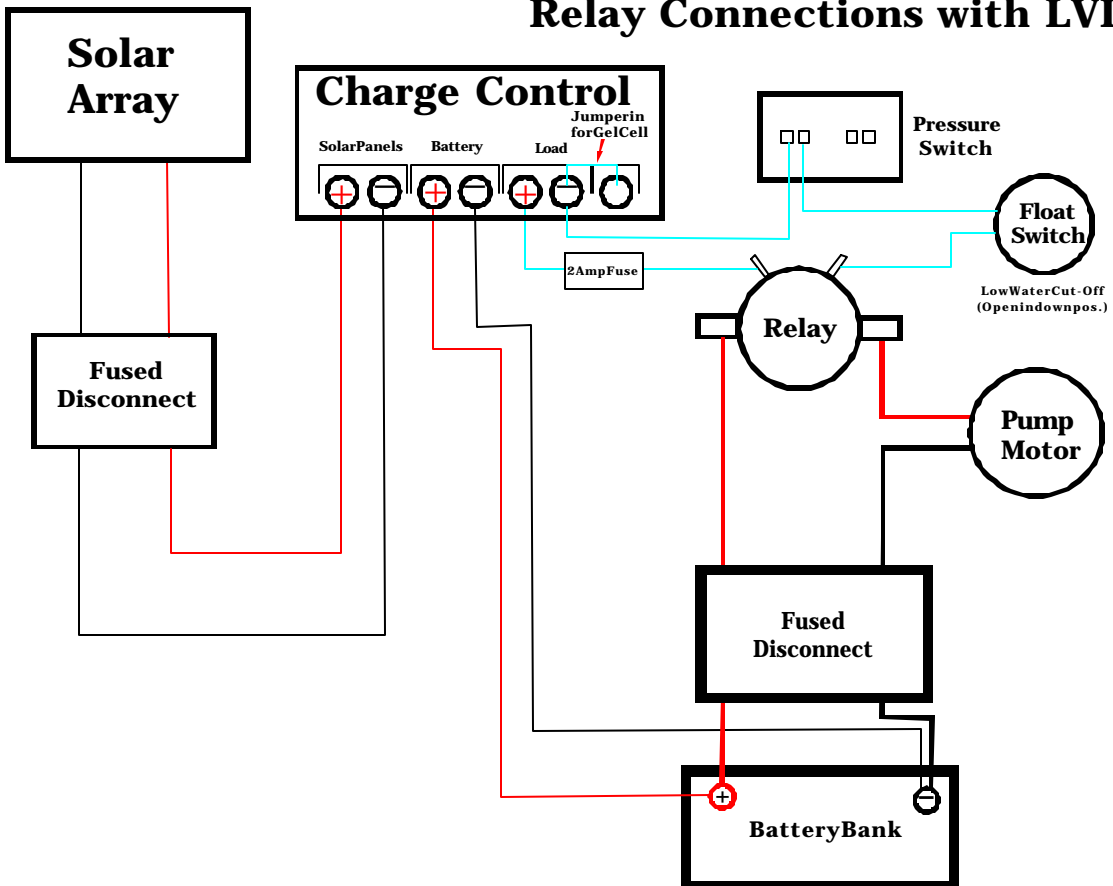 Relay Connections with LVD
Solar
Array
Charge Control
Jumperin
forGelCell
SolarPanels
Battery
Load
+
−
+
−
+
−
Pressure
Switch
Float
Switch
LowWaterCut-Off
(Openindownpos.)
2AmpFuse
Relay
Fused
Disconnect
Pump
Motor
Fused
Disconnect
+
−
BatteryBank